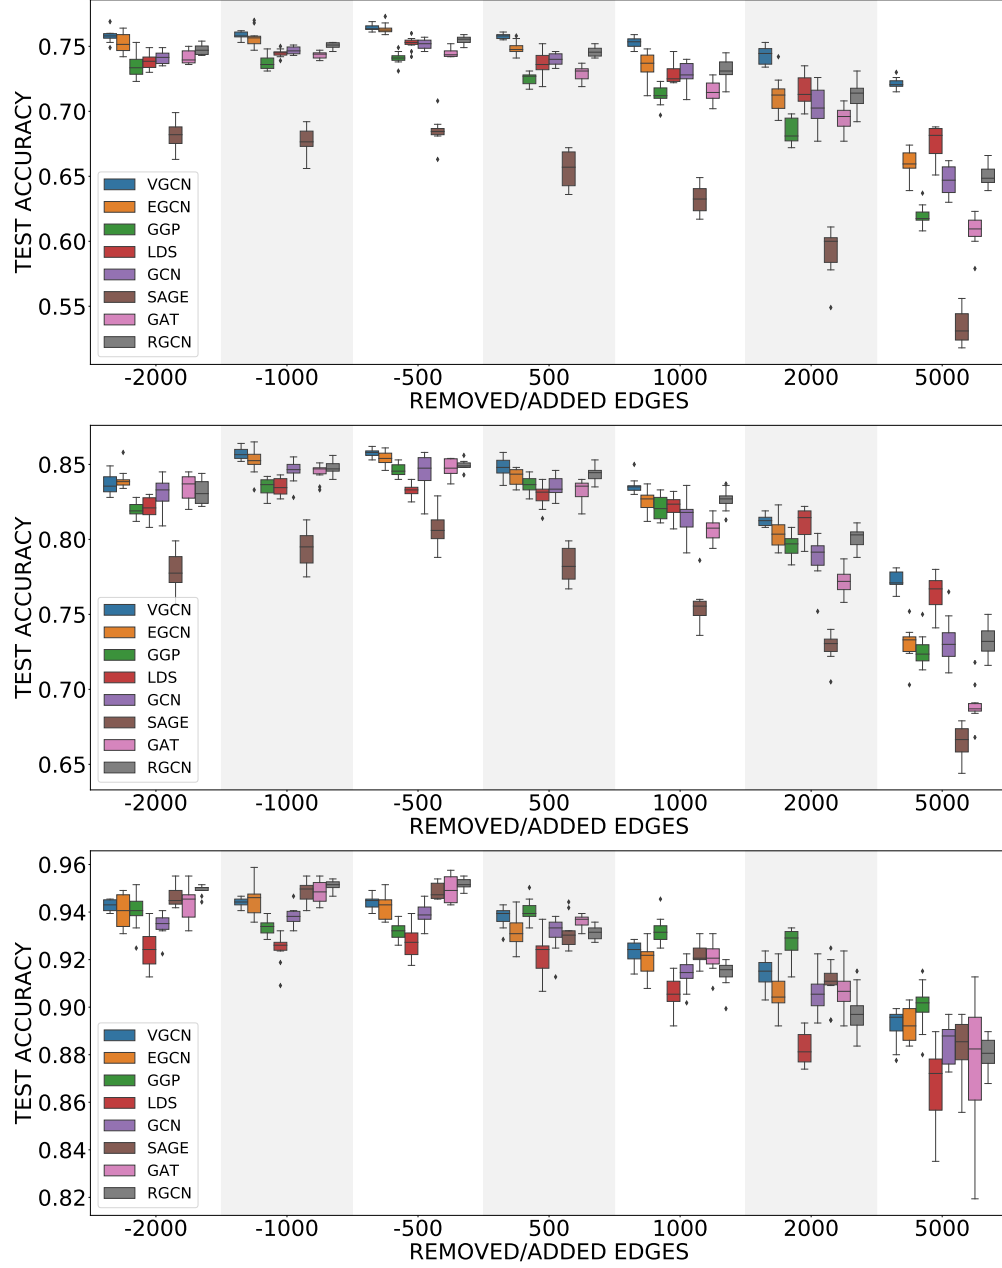 0.75
0.70
0.65
0.60
0.55
TEST ACCURACY
VGCN
EGCN
GGP
LDS
GCN
SAGE
GAT
RGCN
-2000 -1000 -500 500 1000 2000 5000
REMOVED/ADDED EDGES
0.85
0.80
0.75
0.70
0.65
TEST ACCURACY
VGCN
EGCN
GGP
LDS
GCN
SAGE
GAT
RGCN
-2000 -1000 -500 500 1000 2000 5000
REMOVED/ADDED EDGES
0.96
0.94
0.92
0.90
0.88
0.86
0.84
0.82
TEST ACCURACY
VGCN
EGCN
GGP
LDS
GCN
SAGE
GAT
RGCN
-2000 -1000 -500 500 1000 2000 5000
REMOVED/ADDED EDGES